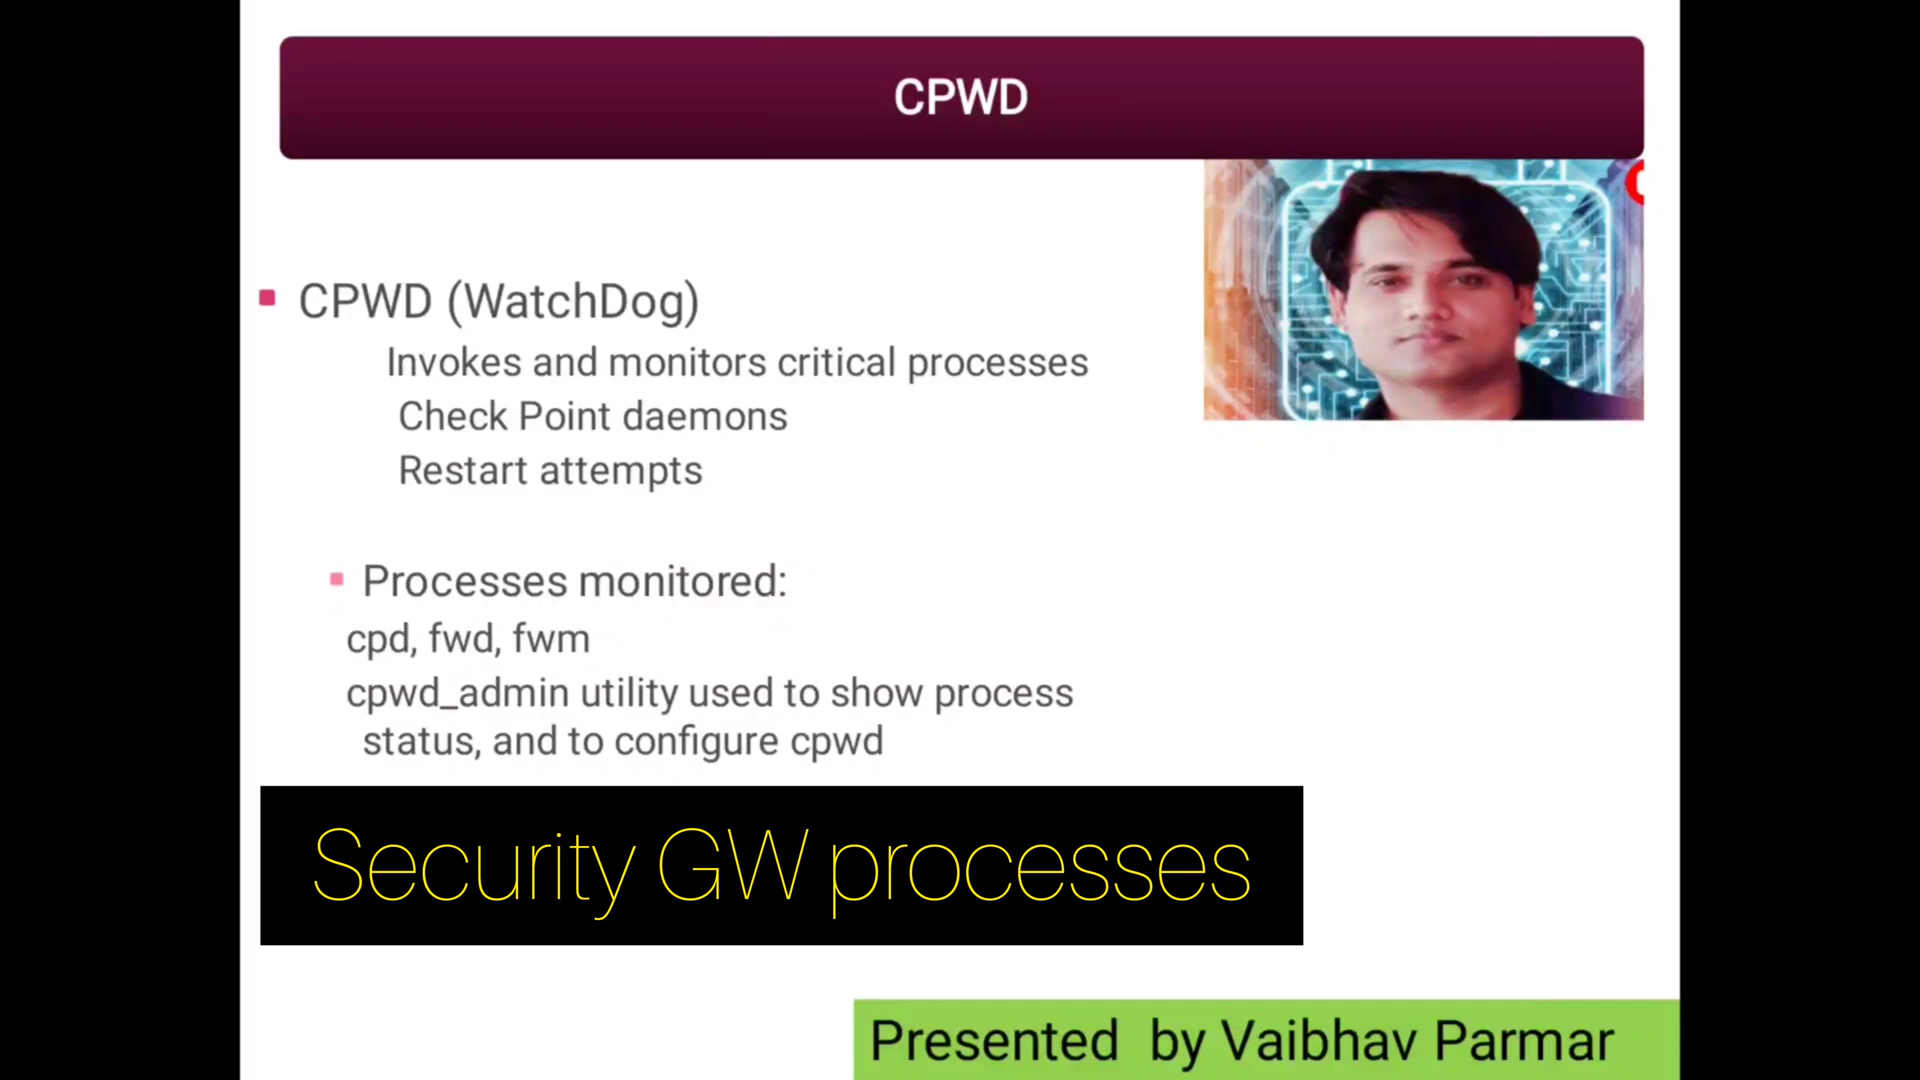 CPWD
CPWD (WatchDog)
Invokes and monitors critical processes
Check Point daemons
Restart attempts
Processes monitored:
cpd, fwd, fwm
cpwd_admin utility used to show process
status, and to configure cpwd
Security GW processes
Presented by Vaibhav Parmar